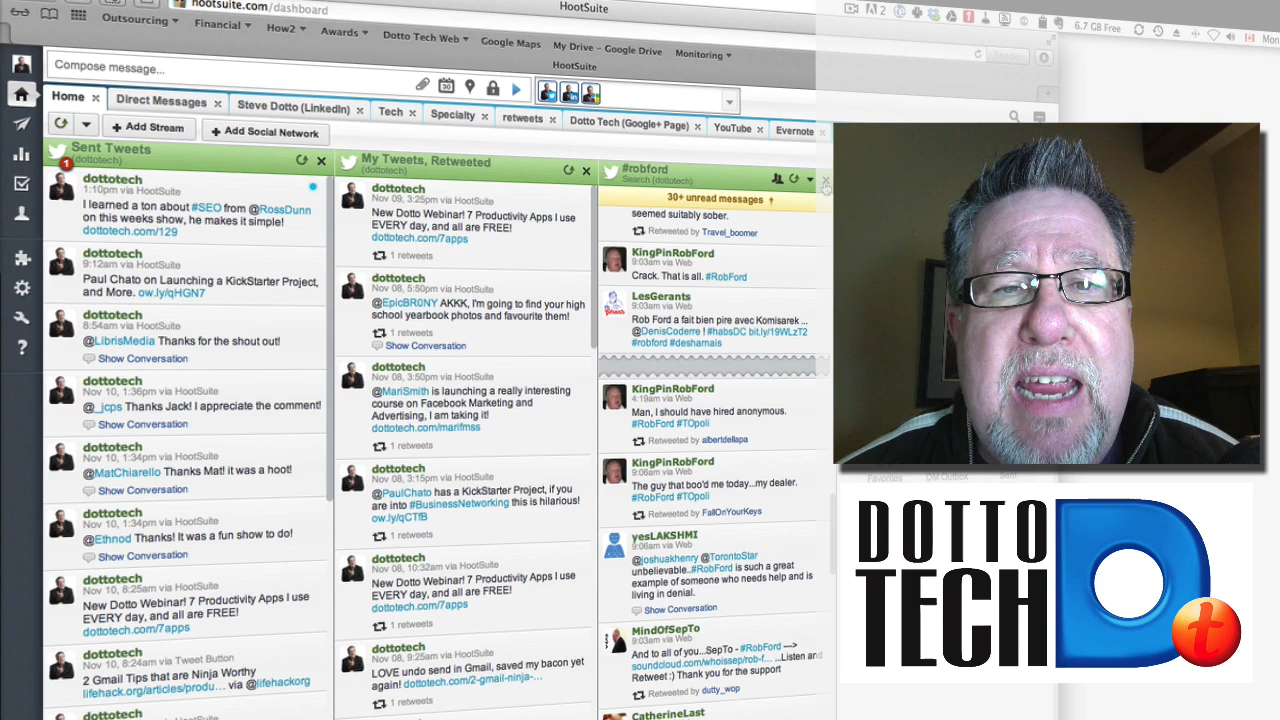 hootsuite.com/dashboard
HootSuite
6.7 GB Free
Mon
Outsourcing
Financial
How2
Awards
Dotto Tech Web
Google Maps
My Drive – Google Drive
Monitoring
HootSuite
Reader
Compose message...
30
Home
Direct Messages
Steve Dotto (LinkedIn)
Tech
Specialty
retweets
Dotto Tech (Google+ Page)
YouTube
Evernote
Add Stream
Add Social Network
Sent Tweets
(dottotech)
1
dottotech
1:10pm via HootSuite
I learned a ton about #SEO from @RossDunn
on this weeks show, he makes it simple!
dottotech.com/129
dottotech
9:12am via HootSuite
Paul Chato on Launching a KickStarter Project,
and More. ow.ly/qHGN7
dottotech
8:54am via HootSuite
@LibrisMedia Thanks for the shout out!
Show Conversation
dottotech
Nov 10, 1:36pm via HootSuite
@_jcps Thanks Jack! I appreciate the comment!
Show Conversation
dottotech
Nov 10, 1:34pm via HootSuite
@MatChiarello Thanks Mat! it was a hoot!
Show Conversation
dottotech
Nov 10, 1:34pm via HootSuite
@Ethnod Thanks! It was a fun show to do!
Show Conversation
dottotech
Nov 10, 8:25am via HootSuite
New Dotto Webinar! 7 Productivity Apps I use
EVERY day, and all are FREE!
dottotech.com/7apps
dottotech
Nov 10, 8:24am via Tweet Button
2 Gmail Tips that are Ninja Worthy
lifehack.org/articles/produ... via @lifehackorg
dottotech
My Tweets, Retweeted
(dottotech)
dottotech
Nov 09, 3:25pm via HootSuite
New Dotto Webinar! 7 Productivity Apps I use
EVERY day, and all are FREE!
dottotech.com/7apps
1 retweets
dottotech
Nov 08, 5:50pm via HootSuite
@EpicBR0NY AKKK, I'm going to find your high
school yearbook photos and favourite them!
1 retweets
Show Conversation
dottotech
Nov 08, 3:50pm via HootSuite
@MariSmith is launching a really interesting
course on Facebook Marketing and
Advertising, I am taking it!
dottotech.com/marifmss
1 retweets
dottotech
Nov 08, 3:15pm via HootSuite
@PaulChato has a KickStarter Project, if you
are into #BusinessNetworking this is hilarious!
ow.ly/qCTfB
1 retweets
dottotech
Nov 08, 10:32am via HootSuite
New Dotto Webinar! 7 Productivity Apps I use
EVERY day, and all are FREE!
dottotech.com/7apps
1 retweets
dottotech
Nov 08, 9:25am via HootSuite
LOVE undo send in Gmail, saved my bacon yet
again! dottotech.com/2-gmail-ninja-...
1 retweets
#robford
Search (dottotech)
30+ unread messages
seemed suitably sober.
Retweeted by Travel_boomer
KingPinRobFord
9:03am via Web
Crack. That is all. #RobFord
LesGerants
9:03am via Web
Rob Ford a fait bien pire avec Komisarek ...
@DenisCoderre ! #habsDC bit.ly/19WLzT2
#robford #desharnais
KingPinRobFord
4:19am via Web
Man, I should have hired anonymous.
#RobFord #TOpoli
Retweeted by albertdellapa
KingPinRobFord
9:06am via Web
The guy that boo'd me today...my dealer.
#RobFord #TOpoli
Retweeted by FallOnYourKeys
yesLAKSHMI
9:06am via Web
@joshuakhenry @TorontoStar
unbelievable..#RobFord is such a great
example of someone who needs help and is
living in denial.
Show Conversation
MindOfSepTo
9:03am via Web
And to all of you...SepTo - #RobFord —>
soundcloud.com/whoissep/rob-f... ...Listen and
Retweet :) Thank you for the support
Retweeted by dutty_wop
CatherineLast
Favorites
DM Outbox
Sent
DOTTO
TECH
D
t